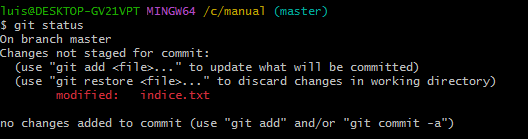 luis@DESKTOP-GV21VPT MINGW64 /c/manual (master)
$ git status
On branch master
Changes not staged for commit:
  (use "git add <file>..." to update what will be committed)
  (use "git restore <file>..." to discard changes in working directory)
        modified:   indice.txt

no changes added to commit (use "git add" and/or "git commit -a")